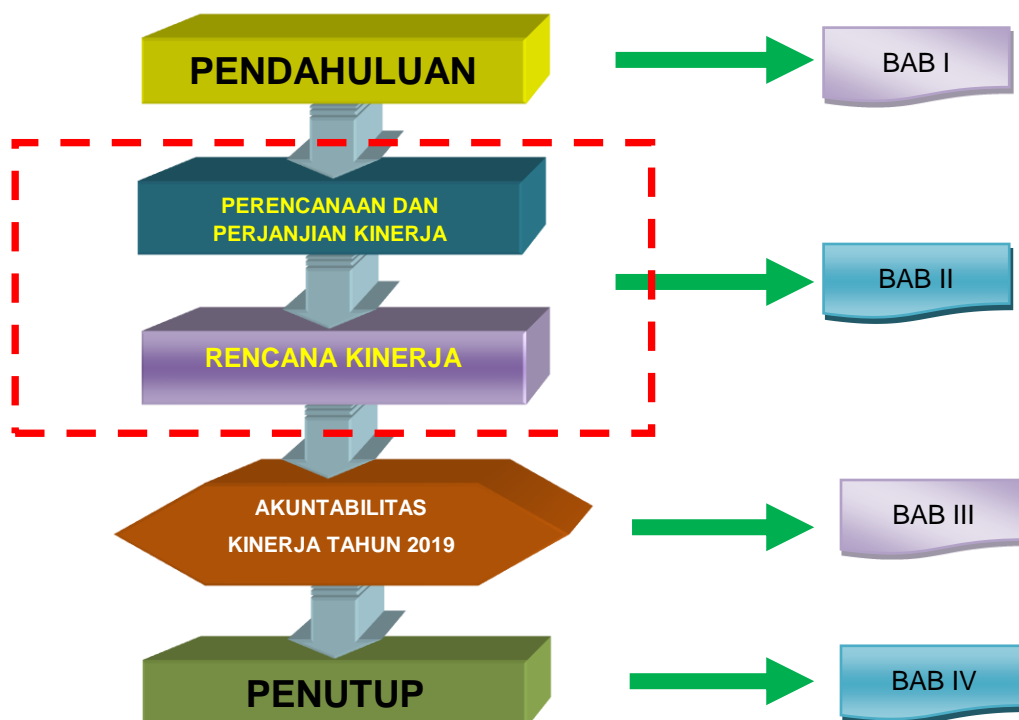 PENDAHULUAN
BAB I
PERENCANAAN DAN
PERJANJIAN KINERJA
BAB II
RENCANA KINERJA
AKUNTABILITAS
KINERJA TAHUN 2019
BAB III
PENUTUP
BAB IV